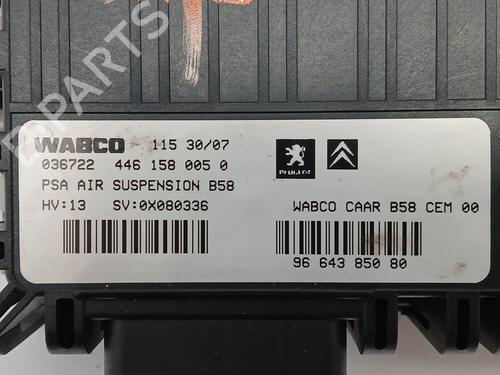 B-PARTS
WABCO 115 30/07
036722 446 158 005 0
PSA AIR SUSPENSION B58
HV:13 SV:0X080336
PEUGEOT
WABCO CAAR B58 CEM 00
96 643 850 80